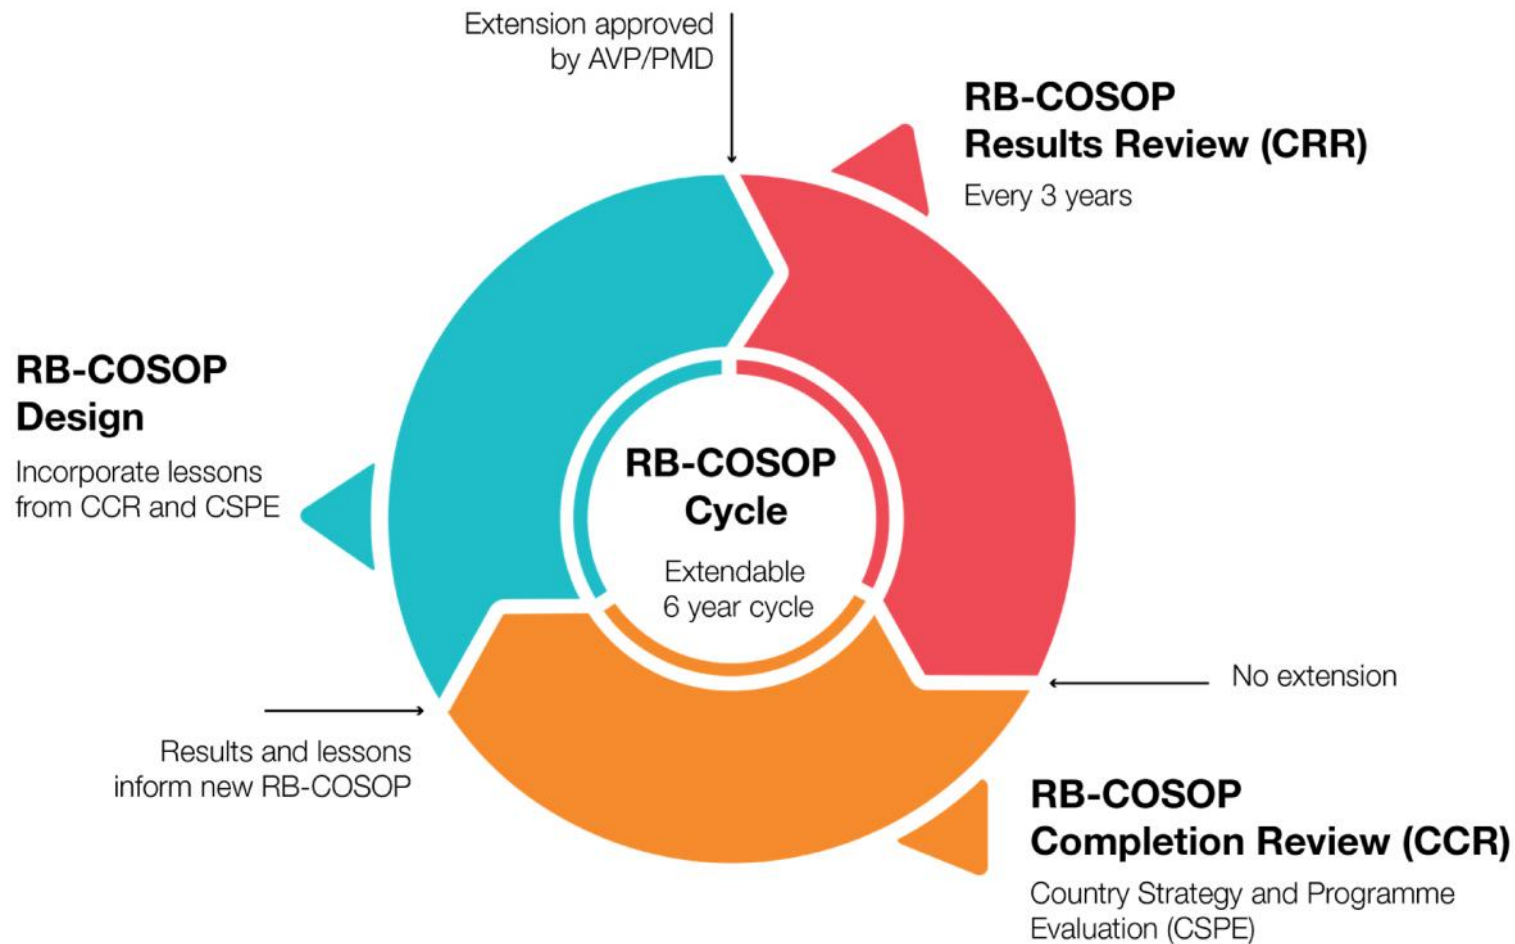 Extension approved
by AVP/PMD
RB-COSOP
Results Review (CRR)
Every 3 years
RB-COSOP
Design
Incorporate lessons
from CCR and CSPE
RB-COSOP
Cycle
Extendable
6 year cycle
No extension
Results and lessons
inform new RB-COSOP
RB-COSOP
Completion Review (CCR)
Country Strategy and Programme
Evaluation (CSPE)